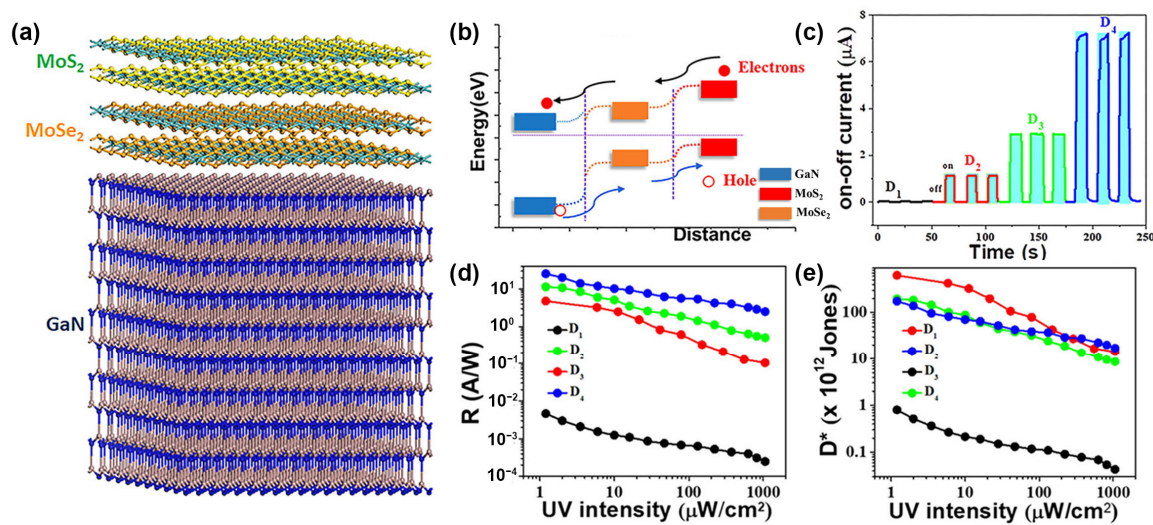 (a)
MoS2
MoSe2
GaN
(b)
Energy(eV)
Electrons
Hole
GaN
MoS2
MoSe2
Distance
(c)
on-off current (μA)
8
6
4
2
0
D1
off
on
D2
D3
D4
0 50 100 150 200 250
Time (s)
(d)
R (A/W)
10^1
10^0
10^-1
10^-2
10^-3
10^-4
D1
D2
D3
D4
1 10 100 1000
UV intensity (μW/cm2)
(e)
D* (x 10^12 Jones)
100
10
1
0.1
D1
D2
D3
D4
1 10 100 1000
UV intensity (μW/cm2)